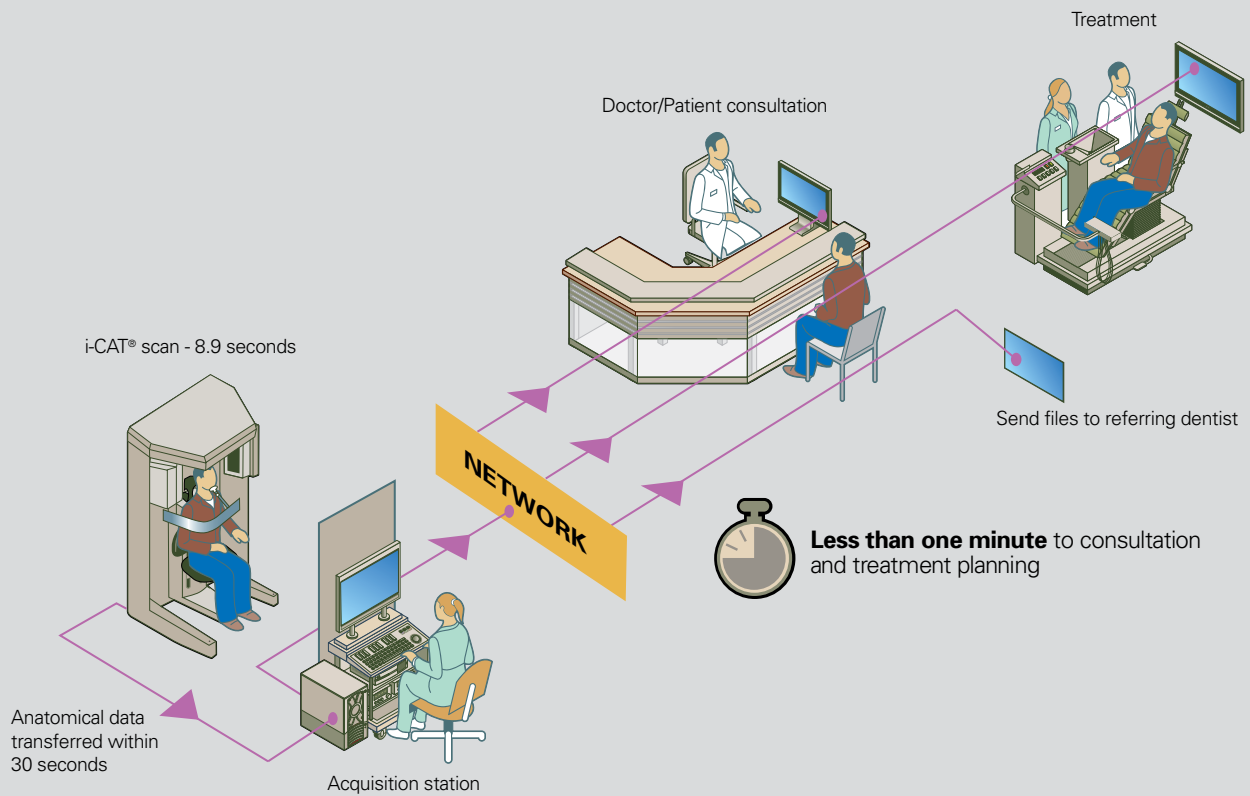 Treatment
Doctor/Patient consultation
i-CAT® scan - 8.9 seconds
Send files to referring dentist
NETWORK
Less than one minute to consultation
and treatment planning
Anatomical data
transferred within
30 seconds
Acquisition station